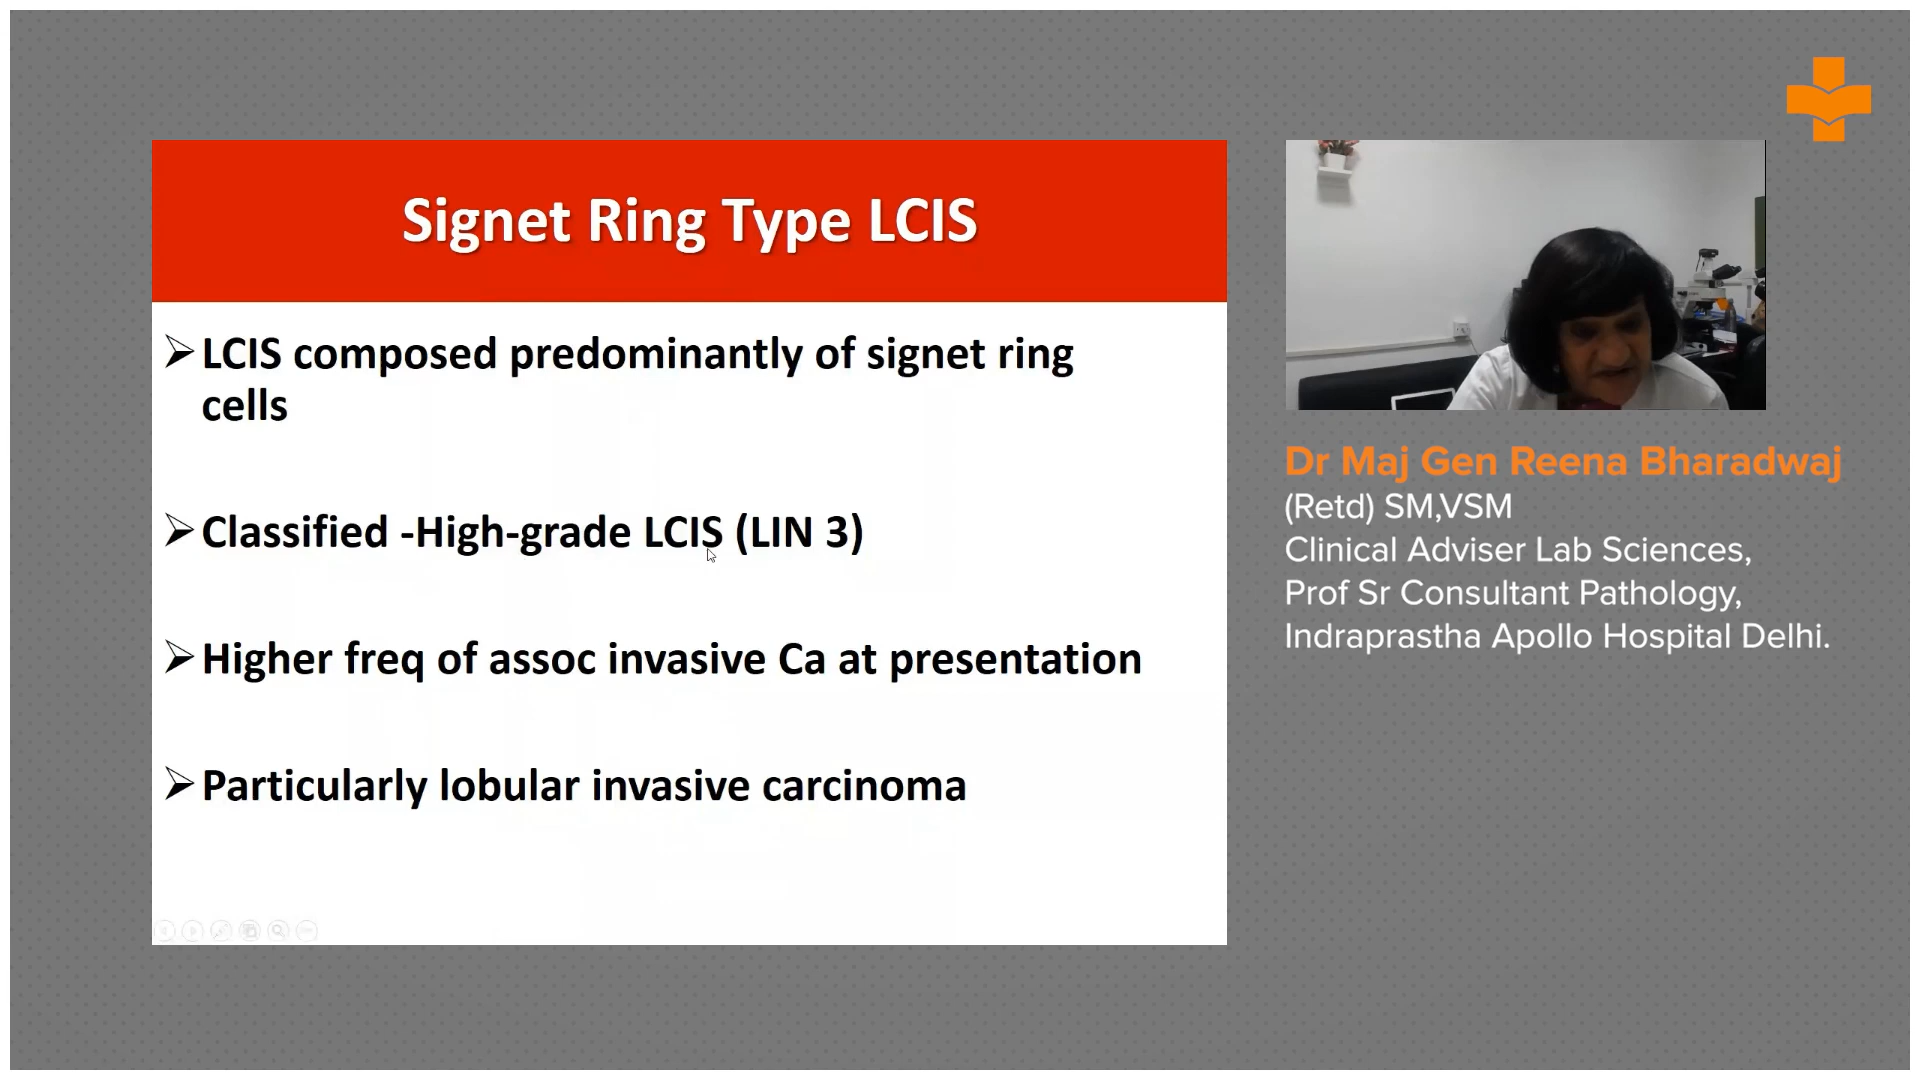 Signet Ring Type LCIS
LCIS composed predominantly of signet ring
cells
Classified -High-grade LCIS (LIN 3)
Higher freq of assoc invasive Ca at presentation
Particularly lobular invasive carcinoma
Dr Maj Gen Reena Bharadwaj
(Retd) SM,VSM
Clinical Adviser Lab Sciences,
Prof Sr Consultant Pathology,
Indraprastha Apollo Hospital Delhi.